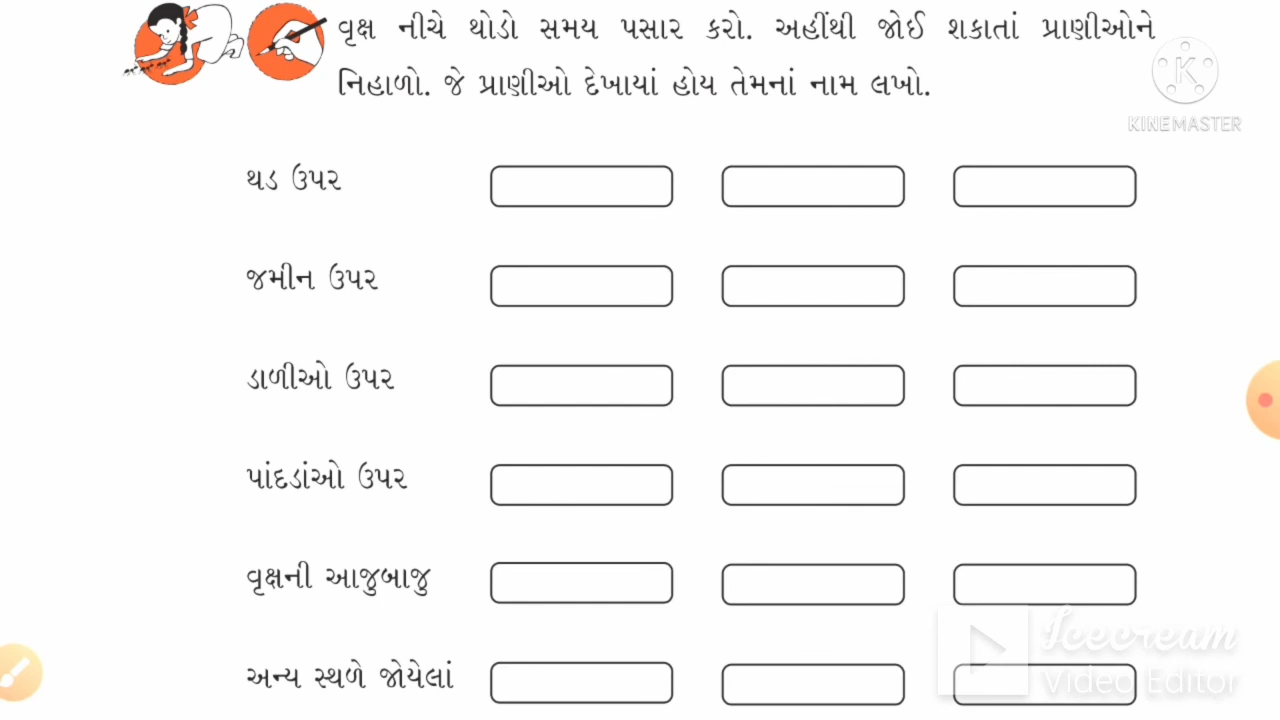 વૃક્ષ નીચે થોડો સમય પસાર કરો. અહીંથી જોઈ શકાતાં પ્રાણીઓને
નિહાળો. જે પ્રાણીઓ દેખાયાં હોય તેમનાં નામ લખો.
K
KINEMASTER
થડ ઉપર
જમીન ઉપર
ડાળીઓ ઉપર
પાંદડાંઓ ઉપર
વૃક્ષની આજુબાજુ
અન્ય સ્થળે જોયેલાં
Icecream
Video Editor